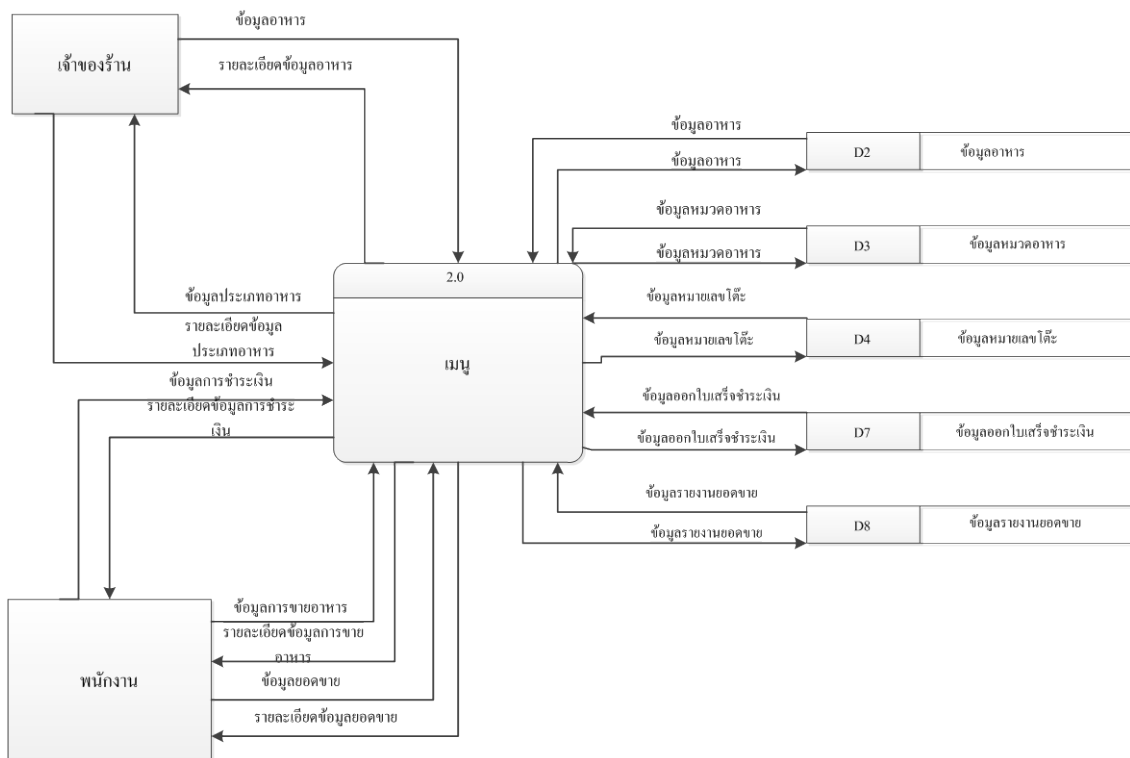 ข้อมูลอาหาร
เจ้าของร้าน
รายละเอียดข้อมูลอาหาร
ข้อมูลอาหาร
D2
ข้อมูลอาหาร
ข้อมูลอาหาร
ข้อมูลหมวดอาหาร
D3
ข้อมูลหมวดอาหาร
ข้อมูลหมวดอาหาร
2.0
เมนู
ข้อมูลประเภทอาหาร
รายละเอียดข้อมูล
ประเภทอาหาร
ข้อมูลหมายเลขโต๊ะ
D4
ข้อมูลหมายเลขโต๊ะ
ข้อมูลหมายเลขโต๊ะ
ข้อมูลการชำระเงิน
รายละเอียดข้อมูลการชำระ
เงิน
ข้อมูลออกใบเสร็จชำระเงิน
D7
ข้อมูลออกใบเสร็จชำระเงิน
ข้อมูลออกใบเสร็จชำระเงิน
ข้อมูลรายงานยอดขาย
D8
ข้อมูลรายงานยอดขาย
ข้อมูลรายงานยอดขาย
พนักงาน
ข้อมูลการขายอาหาร
รายละเอียดข้อมูลการขาย
อาหาร
ข้อมูลยอดขาย
รายละเอียดข้อมูลยอดขาย